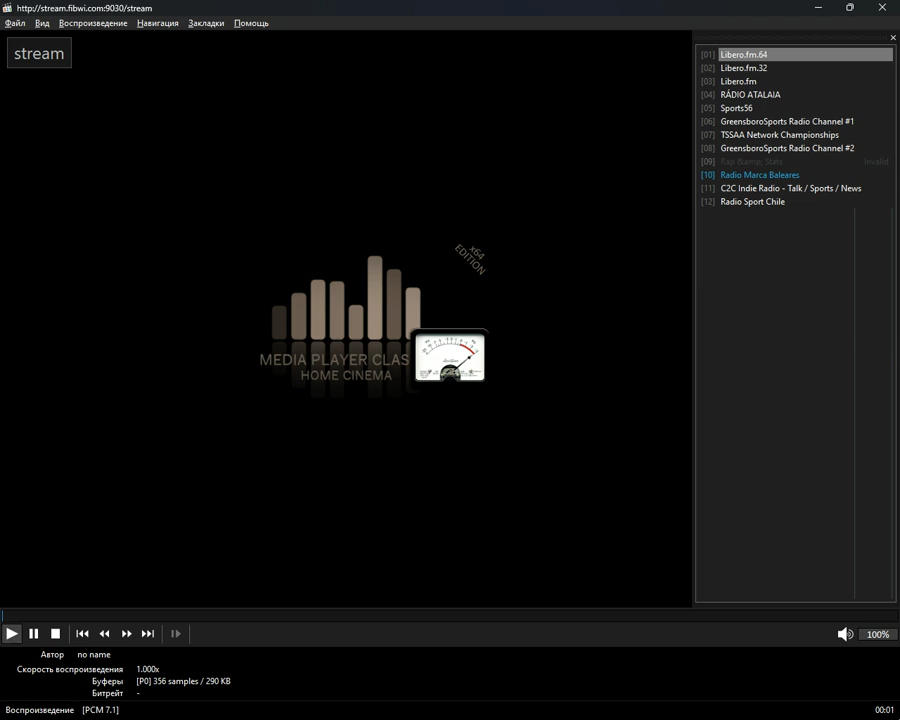 http://stream.fibwi.com:9030/stream
Файл Вид Воспроизведение Навигация Закладки Помощь
stream
[01] Libero.fm.64
[02] Libero.fm.32
[03] Libero.fm
[04] RÁDIO ATALAIA
[05] Sports56
[06] GreensboroSports Radio Channel #1
[07] TSSAA Network Championships
[08] GreensboroSports Radio Channel #2
[09] Rap &amp; Stats Invalid
[10] Radio Marca Baleares
[11] C2C Indie Radio - Talk / Sports / News
[12] Radio Sport Chile
x64
EDITION
MEDIA PLAYER CLAS
HOME CINEMA
100%
Автор no name
Скорость воспроизведения 1.000x
Буферы [P0] 356 samples / 290 KB
Битрейт -
Воспроизведение [PCM 7.1] 00:01